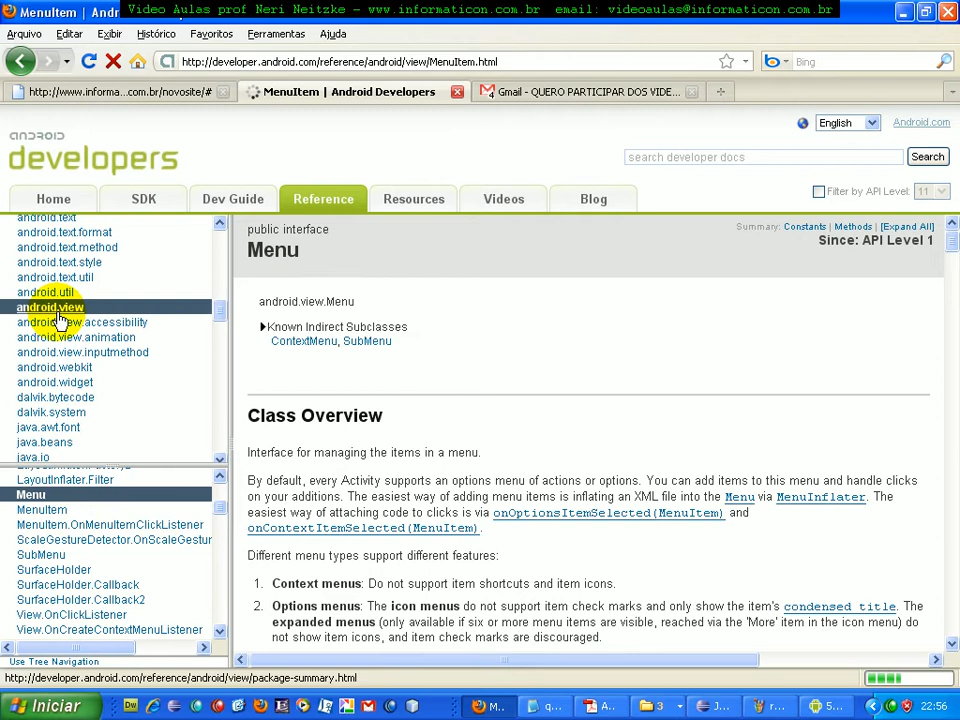 MenuItem | And
Video Aulas prof Neri Neitzke - www.informaticon.com.br email: videoaulas@informaticon.com.br
Arquivo Editar Exibir Histórico Favoritos Ferramentas Ajuda
http://developer.android.com/reference/android/view/MenuItem.html
Bing
http://www.informa...com.br/novosite/#
MenuItem | Android Developers
Gmail - QUERO PARTICIPAR DOS VIDE...
English
Android.com
android
developers
search developer docs
Search
Home SDK Dev Guide Reference Resources Videos Blog
Filter by API Level: 11
android.text
android.text.format
android.text.method
android.text.style
android.text.util
android.util
android.view
android.view.accessibility
android.view.animation
android.view.inputmethod
android.webkit
android.widget
dalvik.bytecode
dalvik.system
java.awt.font
java.beans
java.io
LayoutInflater.Filter
Menu
MenuItem
MenuItem.OnMenuItemClickListener
ScaleGestureDetector.OnScaleGestur
SubMenu
SurfaceHolder
SurfaceHolder.Callback
SurfaceHolder.Callback2
View.OnClickListener
View.OnCreateContextMenuListener
Use Tree Navigation
public interface
Menu
Summary: Constants | Methods | [Expand All]
Since: API Level 1
android.view.Menu
Known Indirect Subclasses
ContextMenu, SubMenu
Class Overview
Interface for managing the items in a menu.
By default, every Activity supports an options menu of actions or options. You can add items to this menu and handle clicks
on your additions. The easiest way of adding menu items is inflating an XML file into the Menu via MenuInflater. The
easiest way of attaching code to clicks is via onOptionsItemSelected(MenuItem) and
onContextItemSelected(MenuItem).
Different menu types support different features:
1. Context menus: Do not support item shortcuts and item icons.
2. Options menus: The icon menus do not support item check marks and only show the item's condensed title. The
expanded menus (only available if six or more menu items are visible, reached via the 'More' item in the icon menu) do
not show item icons, and item check marks are discouraged.
http://developer.android.com/reference/android/view/package-summary.html
Iniciar
M...
q...
A...
3
J...
r...
5...
22:56